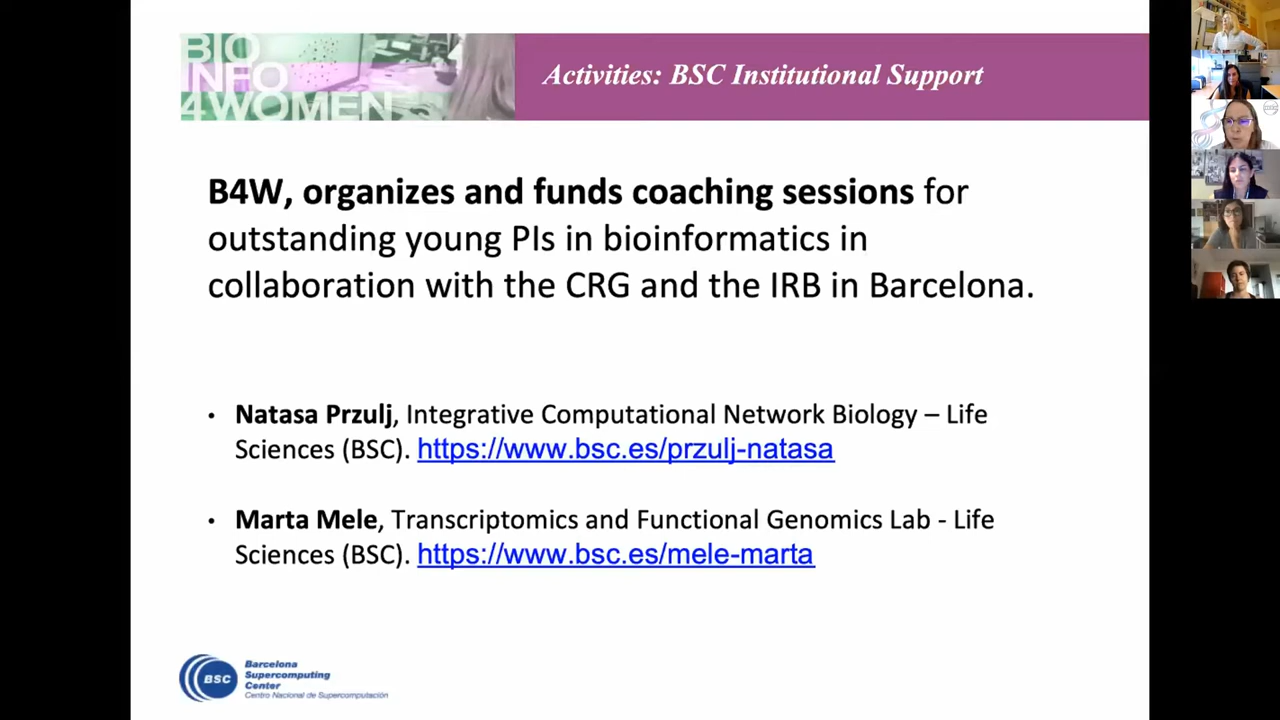 BIO
INFO
4WOMEN
Activities: BSC Institutional Support
B4W, organizes and funds coaching sessions for
outstanding young PIs in bioinformatics in
collaboration with the CRG and the IRB in Barcelona.
• Natasa Przulj, Integrative Computational Network Biology – Life
Sciences (BSC). https://www.bsc.es/przulj-natasa
• Marta Mele, Transcriptomics and Functional Genomics Lab - Life
Sciences (BSC). https://www.bsc.es/mele-marta
BSC
Barcelona
Supercomputing
Center
Centro Nacional de Supercomputación